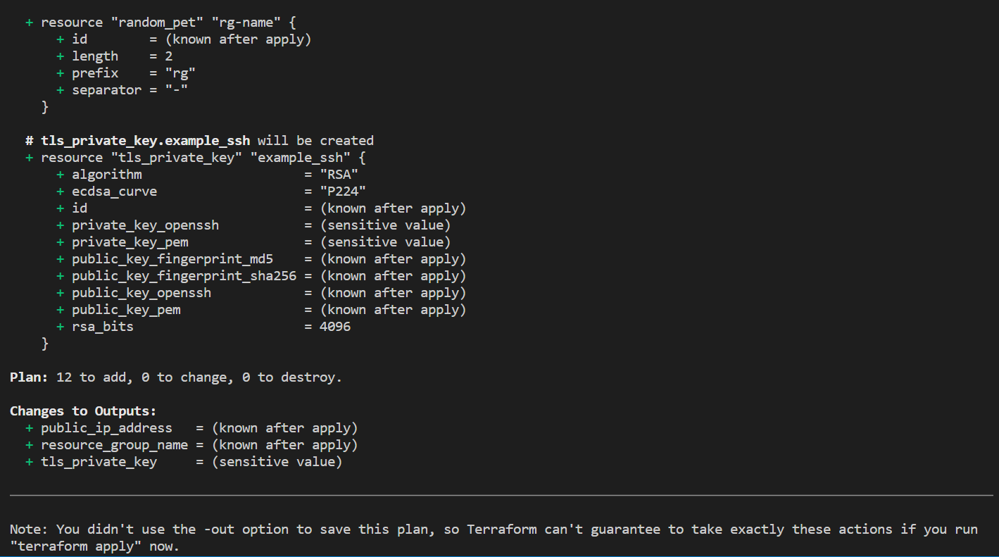 + resource "random_pet" "rg-name" {
+ id = (known after apply)
+ length = 2
+ prefix = "rg"
+ separator = "-"
}
# tls_private_key.example_ssh will be created
+ resource "tls_private_key" "example_ssh" {
+ algorithm = "RSA"
+ ecdsa_curve = "P224"
+ id = (known after apply)
+ private_key_openssh = (sensitive value)
+ private_key_pem = (sensitive value)
+ public_key_fingerprint_md5 = (known after apply)
+ public_key_fingerprint_sha256 = (known after apply)
+ public_key_openssh = (known after apply)
+ public_key_pem = (known after apply)
+ rsa_bits = 4096
}
Plan: 12 to add, 0 to change, 0 to destroy.
Changes to Outputs:
+ public_ip_address = (known after apply)
+ resource_group_name = (known after apply)
+ tls_private_key = (sensitive value)
Note: You didn't use the -out option to save this plan, so Terraform can't guarantee to take exactly these actions if you run
"terraform apply" now.